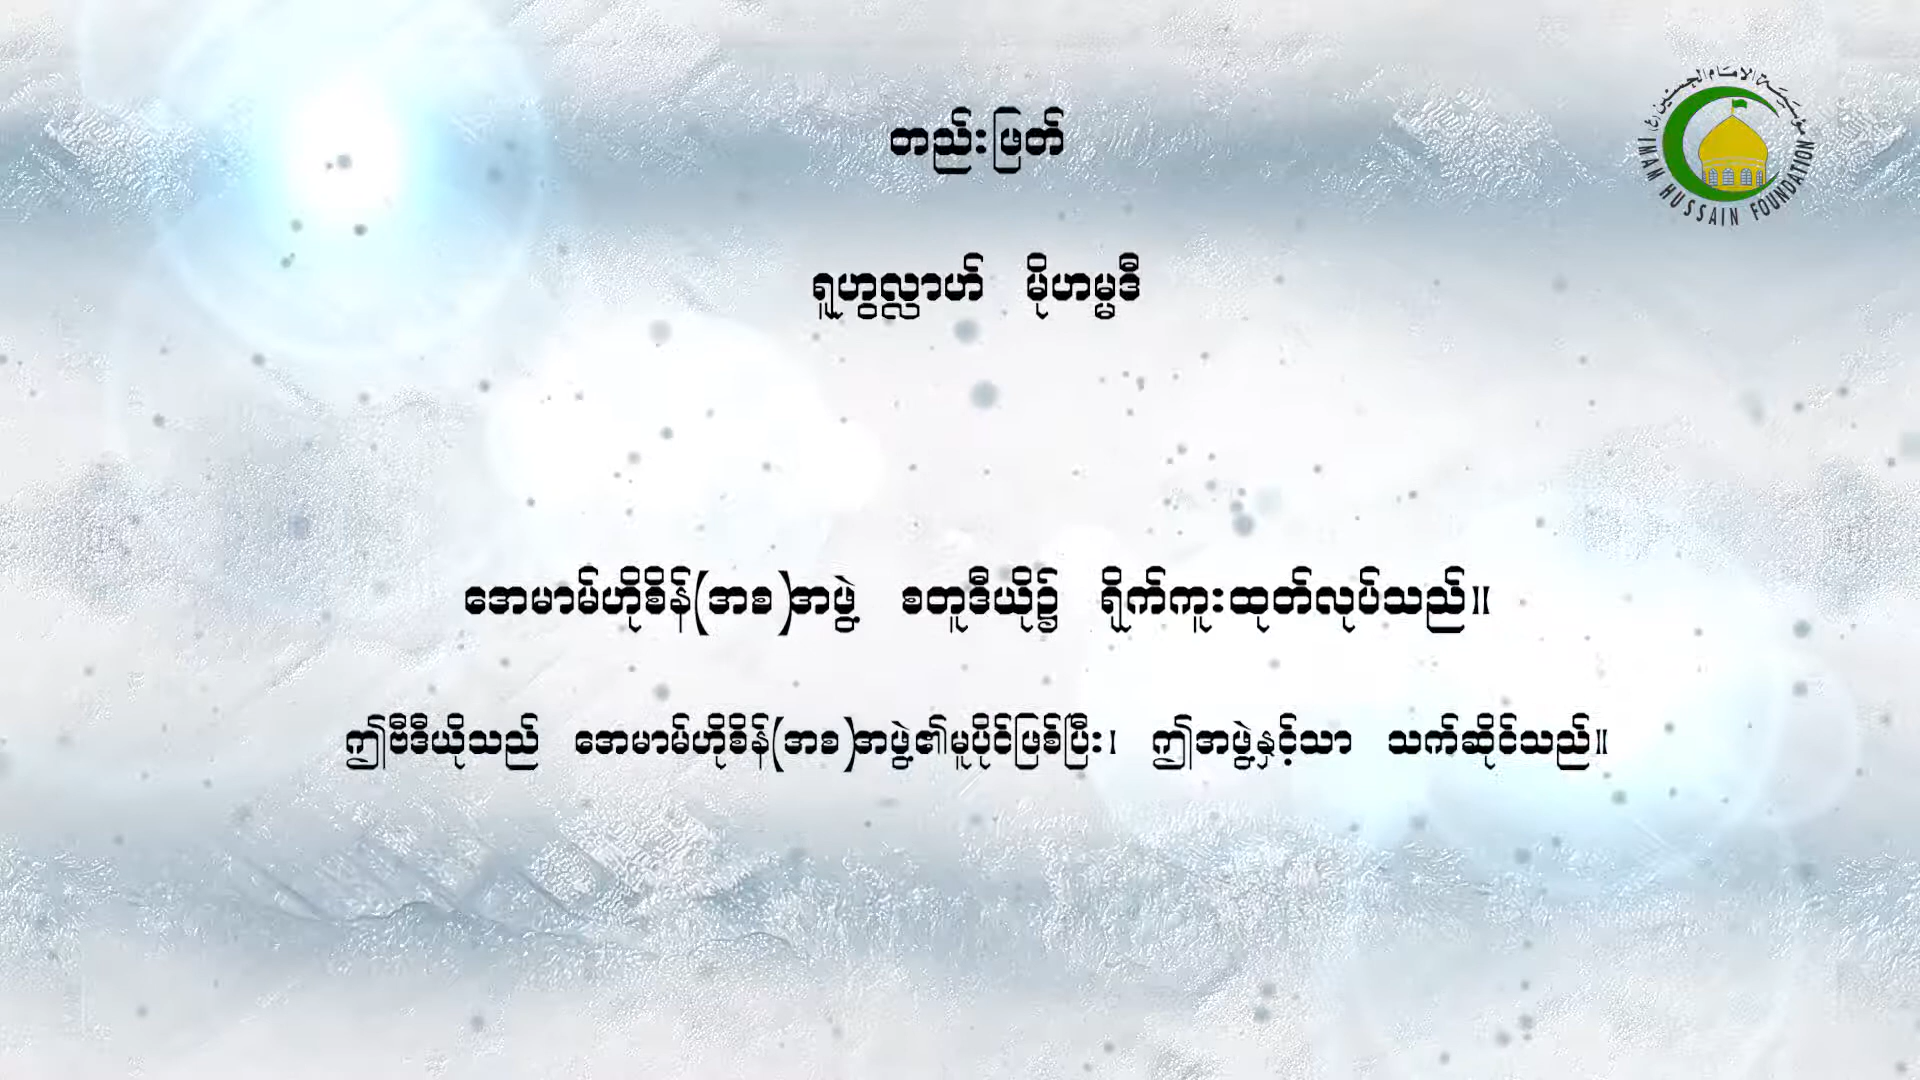 مؤسسة الإمام الحسين (ع)
IMAM HUSSAIN FOUNDATION
တည်းဖြတ်
ရူဟွလ္လာဟ် မိုဟမ္မဒီ
အေမာမ်ဟိုစိန်(အစ)အဖွဲ့ စတူဒီယို၌ ရိုက်ကူးထုတ်လုပ်သည်။
ဤဗီဒီယိုသည် အေမာမ်ဟိုစိန်(အစ)အဖွဲ့၏မူပိုင်ဖြစ်ပြီး၊ ဤအဖွဲ့နှင့်သာ သက်ဆိုင်သည်။